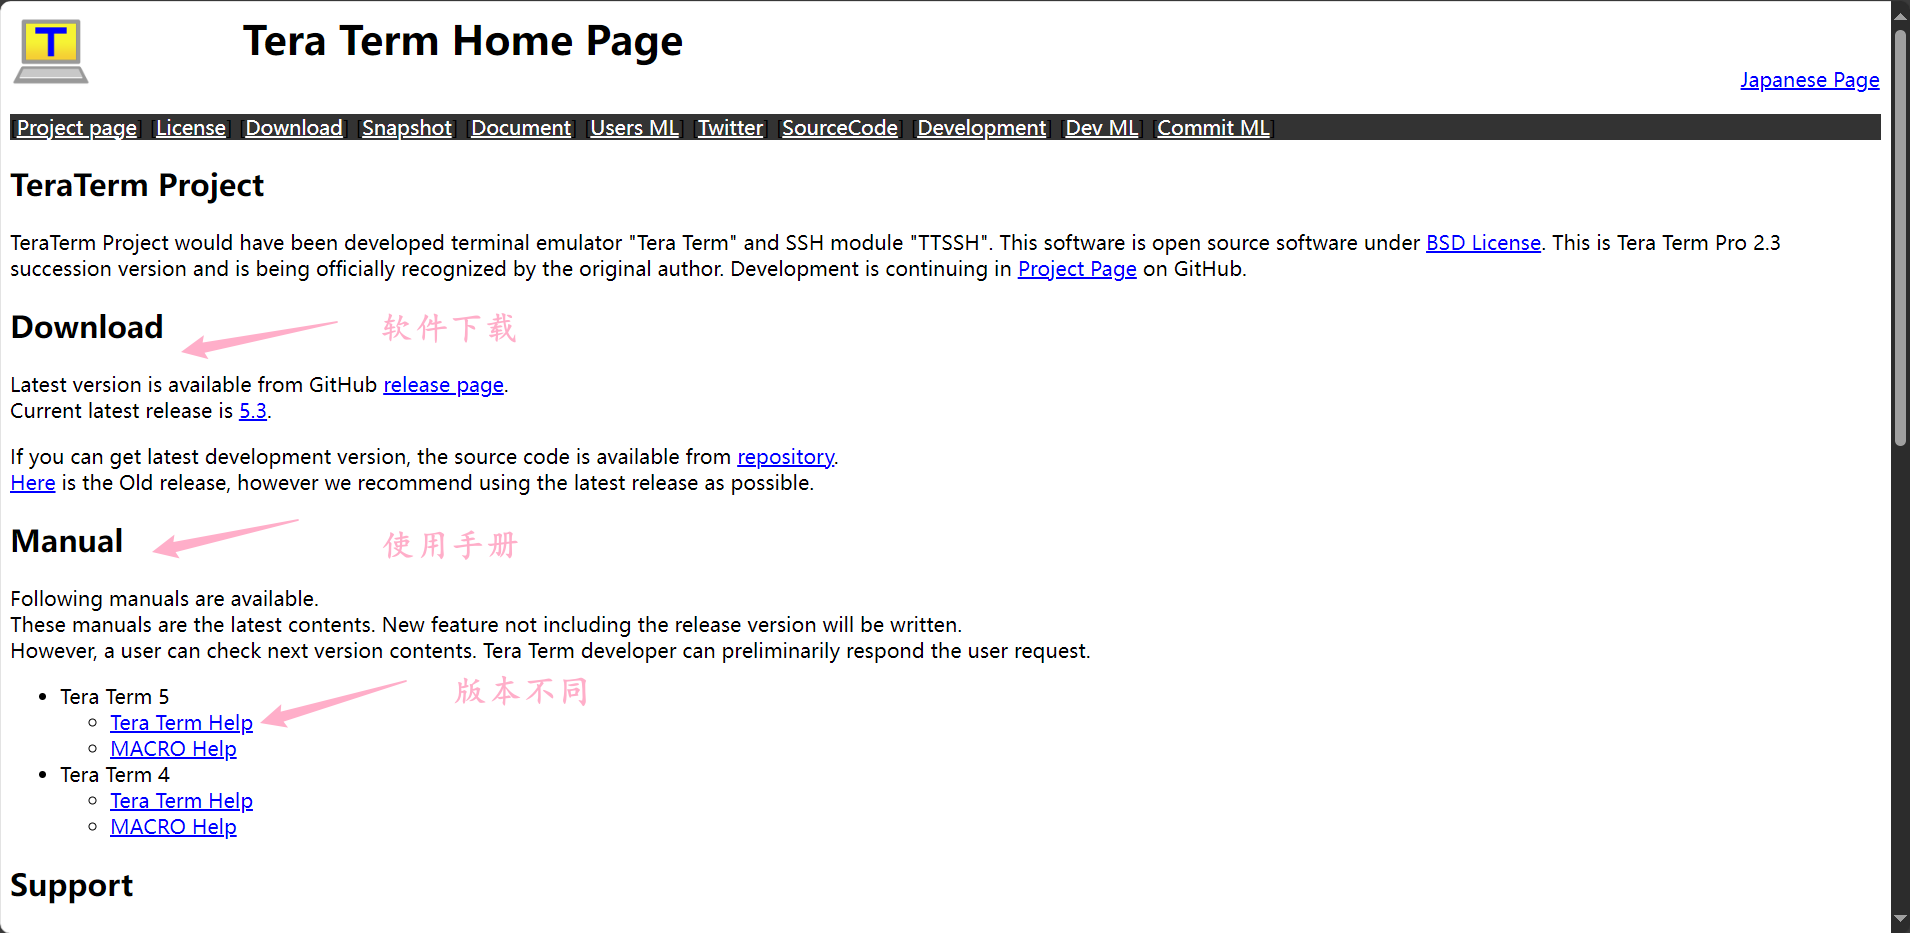 T
Tera Term Home Page
Japanese Page
[Project page] [License] [Download] [Snapshot] [Document] [Users ML] [Twitter] [SourceCode] [Development] [Dev ML] [Commit ML]
TeraTerm Project
TeraTerm Project would have been developed terminal emulator "Tera Term" and SSH module "TTSSH". This software is open source software under BSD License. This is Tera Term Pro 2.3
succession version and is being officially recognized by the original author. Development is continuing in Project Page on GitHub.
Download
软件下载
Latest version is available from GitHub release page.
Current latest release is 5.3.
If you can get latest development version, the source code is available from repository.
Here is the Old release, however we recommend using the latest release as possible.
Manual
使用手册
Following manuals are available.
These manuals are the latest contents. New feature not including the release version will be written.
However, a user can check next version contents. Tera Term developer can preliminarily respond the user request.
Tera Term 5
版本不同
Tera Term Help
MACRO Help
Tera Term 4
Tera Term Help
MACRO Help
Support